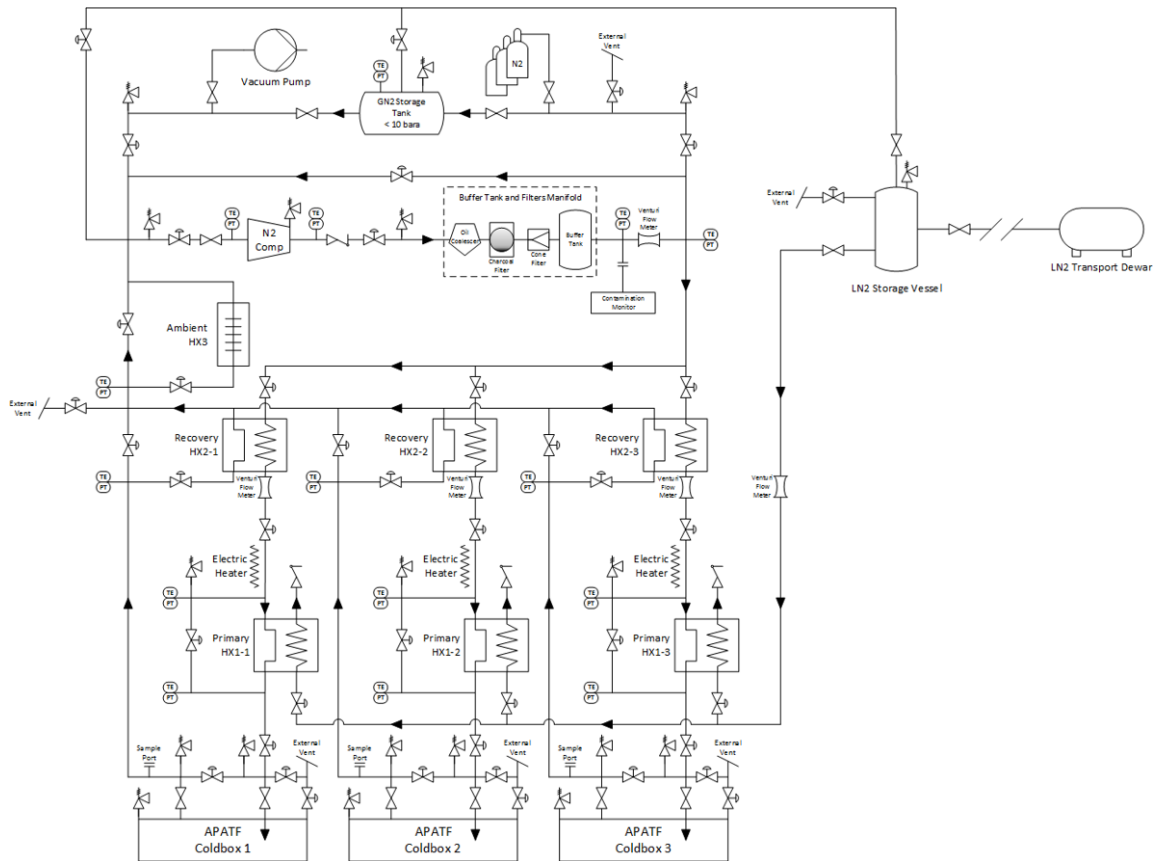 External
Vent
TE
PT
N2
Vacuum Pump
GN2 Storage
Tank
< 10 bara
Buffer Tank and Filters Manifold
External
Vent
TE
PT
N2
Comp
TE
PT
Oil
Coalescer
Charcoal
Filter
Cone
Filter
Buffer
Tank
TE
PT
Venturi
Flow
Meter
TE
PT
LN2 Storage Vessel
LN2 Transport Dewar
Contamination
Monitor
Ambient
HX3
TE
PT
External
Vent
Recovery
HX2-1
Recovery
HX2-2
Recovery
HX2-3
TE
PT
Venturi
Flow
Meter
TE
PT
Venturi
Flow
Meter
TE
PT
Venturi
Flow
Meter
Venturi
Flow
Meter
Electric
Heater
Electric
Heater
Electric
Heater
TE
PT
TE
PT
TE
PT
Primary
HX1-1
Primary
HX1-2
Primary
HX1-3
TE
PT
TE
PT
TE
PT
Sample
Port
External
Vent
Sample
Port
External
Vent
Sample
Port
External
Vent
APATF
Coldbox 1
APATF
Coldbox 2
APATF
Coldbox 3